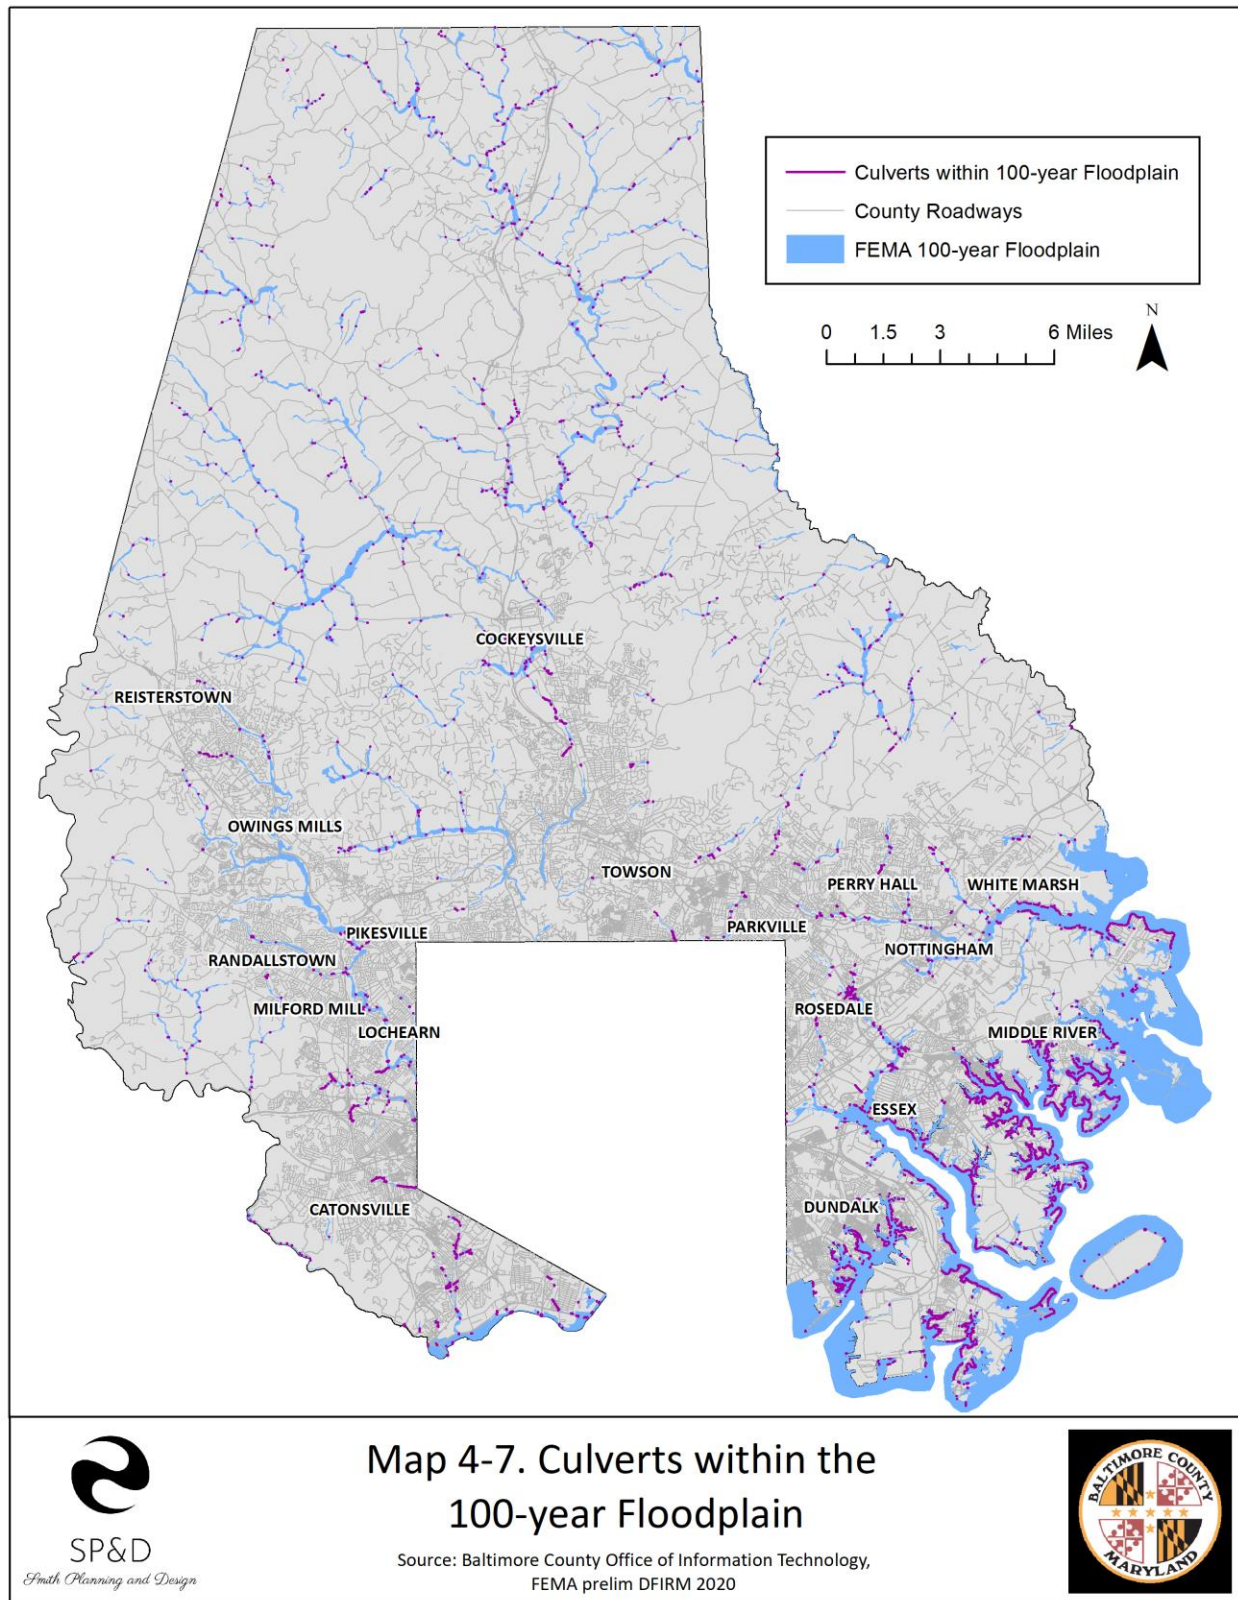 Culverts within 100-year Floodplain
County Roadways
FEMA 100-year Floodplain
N
0 1.5 3 6 Miles
COCKEYSVILLE
REISTERSTOWN
OWINGS MILLS
TOWSON
PERRY HALL
WHITE MARSH
PARKVILLE
PIKESVILLE
NOTTINGHAM
RANDALLSTOWN
MILFORD MILL
ROSEDALE
LOCHEARN
MIDDLE RIVER
ESSEX
CATONSVILLE
DUNDALK
SP&D
Smith Planning and Design
Map 4-7. Culverts within the
100-year Floodplain
Source: Baltimore County Office of Information Technology,
FEMA prelim DFIRM 2020
BALTIMORE COUNTY
MARYLAND